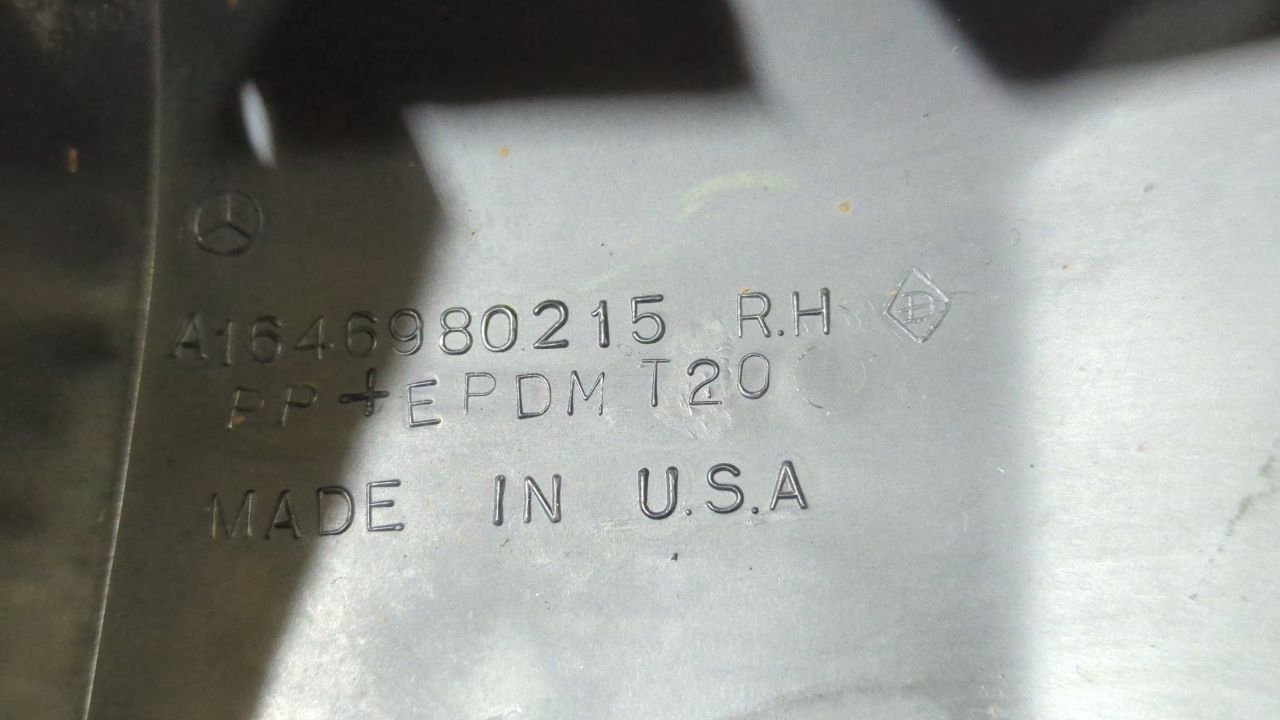 A1646980215 R.H
PP+EPDM T20
MADE IN U.S.A